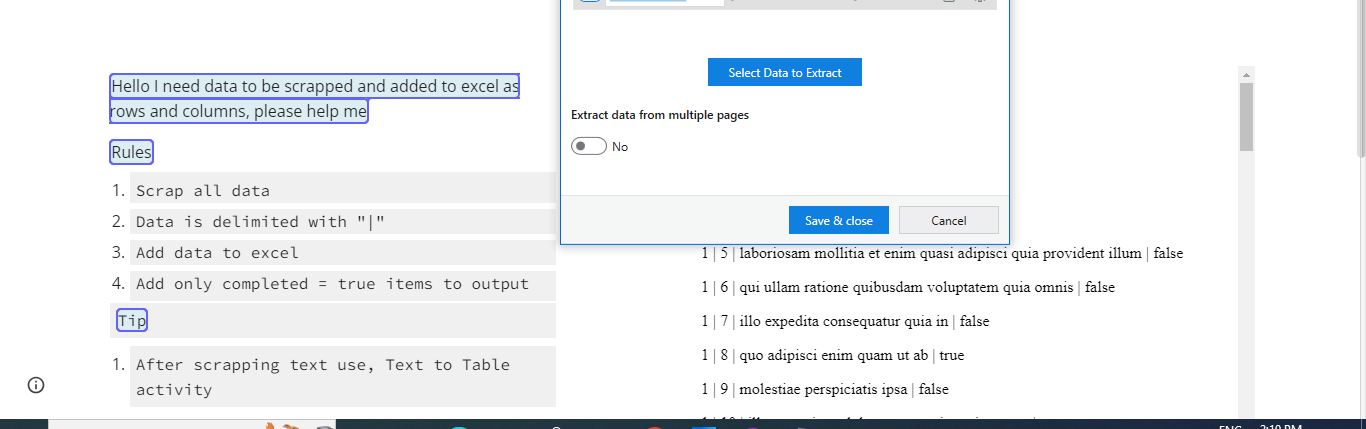 Select Data to Extract
Hello I need data to be scrapped and added to excel as
rows and columns, please help me
Extract data from multiple pages
No
Rules
1. Scrap all data
2. Data is delimited with "|"
3. Add data to excel
4. Add only completed = true items to output
Tip
1. After scrapping text use, Text to Table
activity
Save & close
Cancel
1 | 5 | laboriosam mollitia et enim quasi adipisci quia provident illum | false
1 | 6 | qui ullam ratione quibusdam voluptatem quia omnis | false
1 | 7 | illo expedita consequatur quia in | false
1 | 8 | quo adipisci enim quam ut ab | true
1 | 9 | molestiae perspiciatis ipsa | false